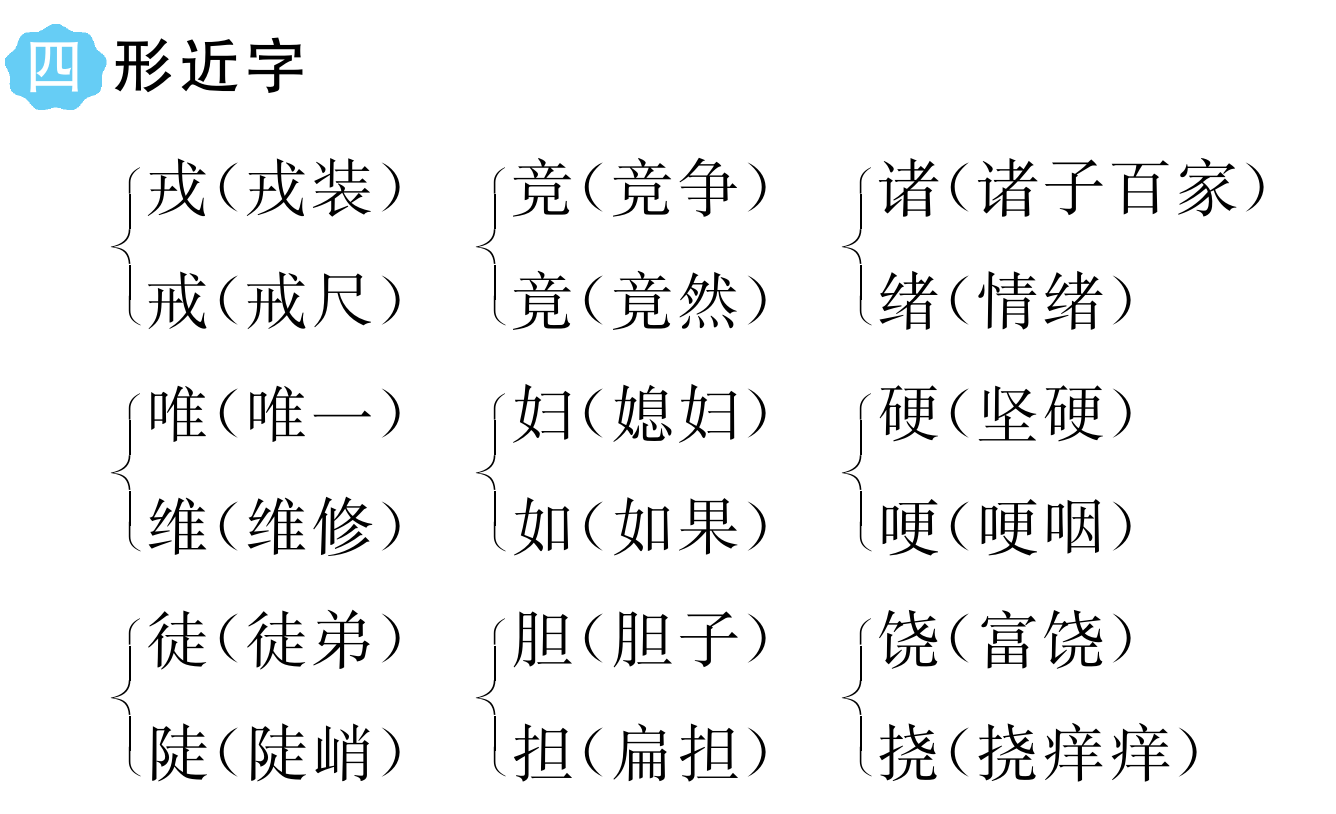 四 形近字
戎(戎装) 竞(竞争) 诸(诸子百家)
戒(戒尺) 竟(竟然) 绪(情绪)
唯(唯一) 妇(媳妇) 硬(坚硬)
维(维修) 如(如果) 哽(哽咽)
徒(徒弟) 胆(胆子) 饶(富饶)
陡(陡峭) 担(扁担) 挠(挠痒痒)